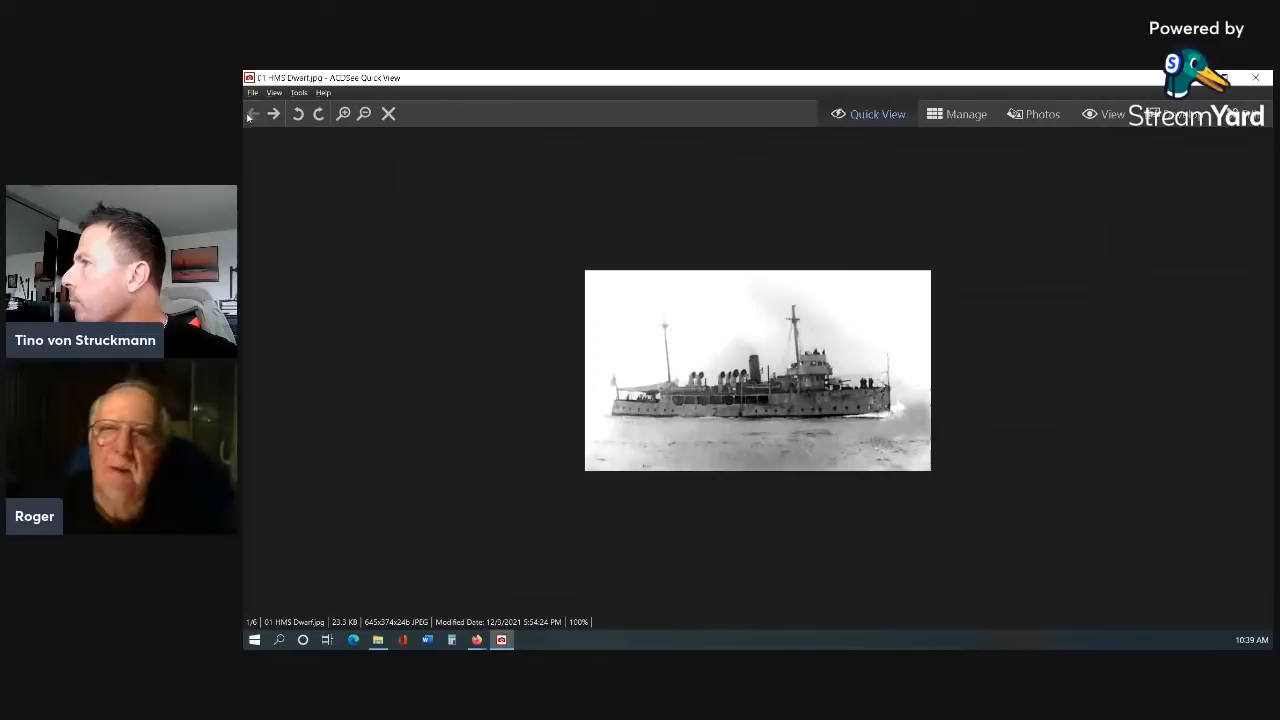 Powered by
StreamYard
01 HMS Dwarf.jpg - ACDSee Quick View
File View Tools Help
Quick View Manage Photos View
Tino von Struckmann
Roger
1/6 01 HMS Dwarf.jpg 23.3 KB 645x374x24b JPEG Modified Date: 12/3/2021 5:54:24 PM 100%
10:39 AM